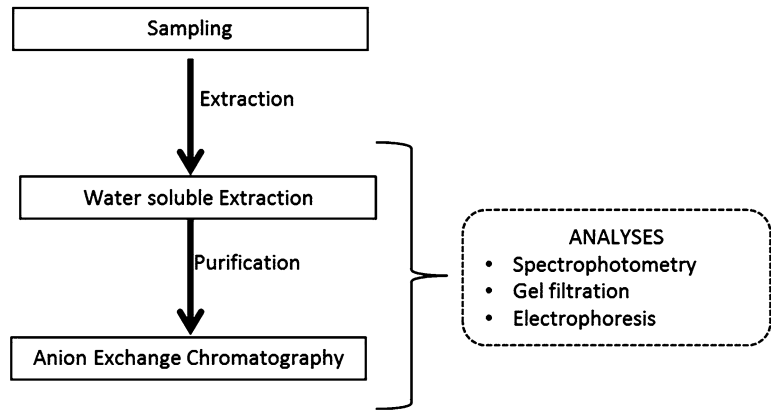 Sampling
Extraction
Water soluble Extraction
Purification
Anion Exchange Chromatography
ANALYSES
• Spectrophotometry
• Gel filtration
• Electrophoresis